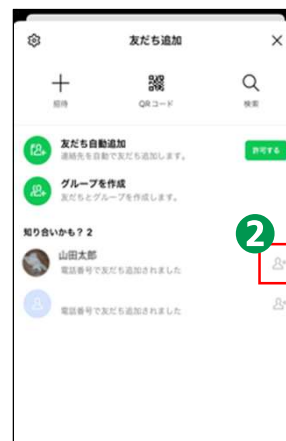 友だち追加
招待
QRコード
検索
友だち自動追加
連絡先を自動で友だち追加します。
許可する
グループを作成
友だちとグループを作成します。
知り合いかも？2
2
山田太郎
電話番号で友だち追加されました
電話番号で友だち追加されました